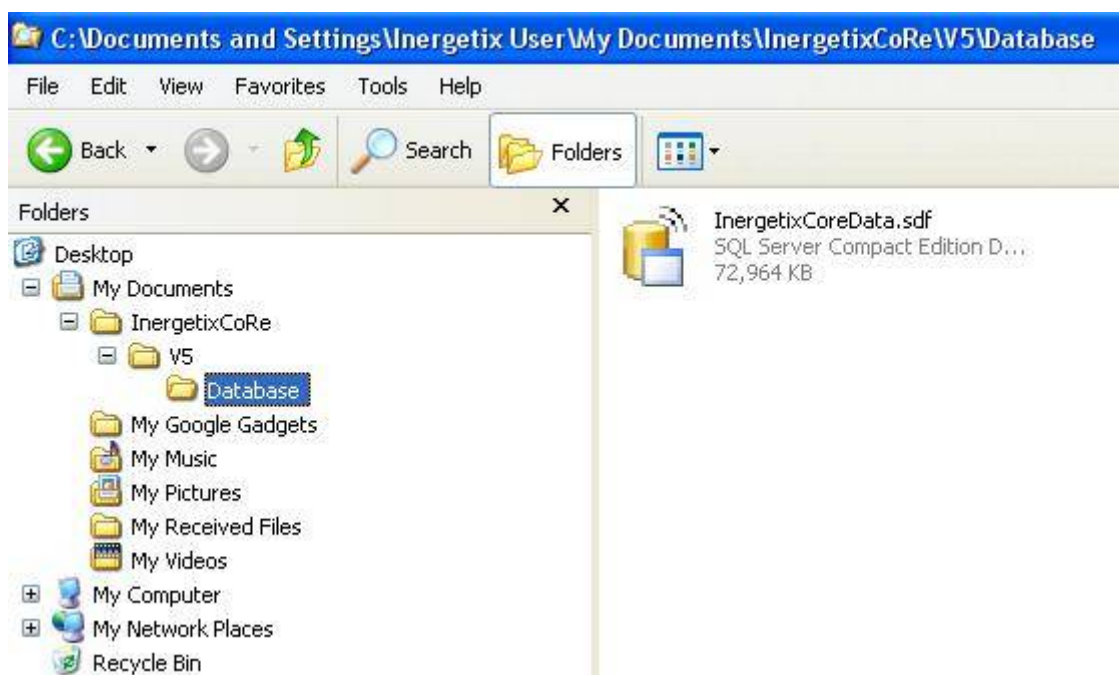 C:\Documents and Settings\Inergetix User\My Documents\InergetixCoRe\V5\Database
File Edit View Favorites Tools Help
Back Search Folders
Folders X
Desktop
My Documents
InergetixCoRe
V5
Database
My Google Gadgets
My Music
My Pictures
My Received Files
My Videos
My Computer
My Network Places
Recycle Bin
InergetixCoreData.sdf
SQL Server Compact Edition D...
72,964 KB